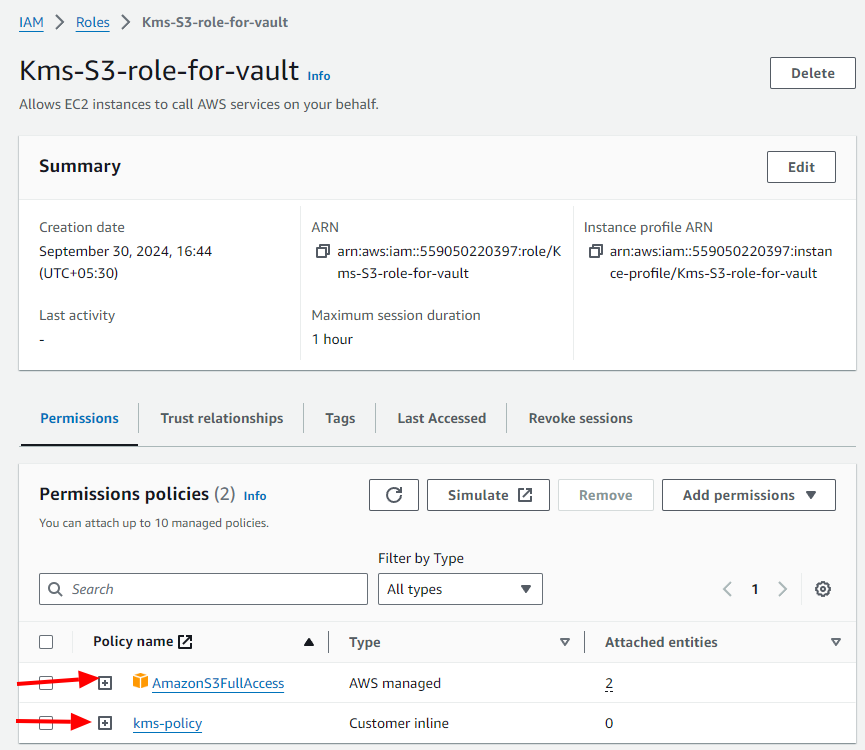 IAM > Roles > Kms-S3-role-for-vault
Kms-S3-role-for-vault Info
Delete
Allows EC2 instances to call AWS services on your behalf.
Summary
Edit
Creation date
September 30, 2024, 16:44
(UTC+05:30)
ARN
arn:aws:iam::559050220397:role/K
ms-S3-role-for-vault
Instance profile ARN
arn:aws:iam::559050220397:instan
ce-profile/Kms-S3-role-for-vault
Last activity
-
Maximum session duration
1 hour
Permissions
Trust relationships
Tags
Last Accessed
Revoke sessions
Permissions policies (2) Info
You can attach up to 10 managed policies.
Simulate
Remove
Add permissions
Filter by Type
Search
All types
1
Policy name
Type
Attached entities
AmazonS3FullAccess
AWS managed
2
kms-policy
Customer inline
0